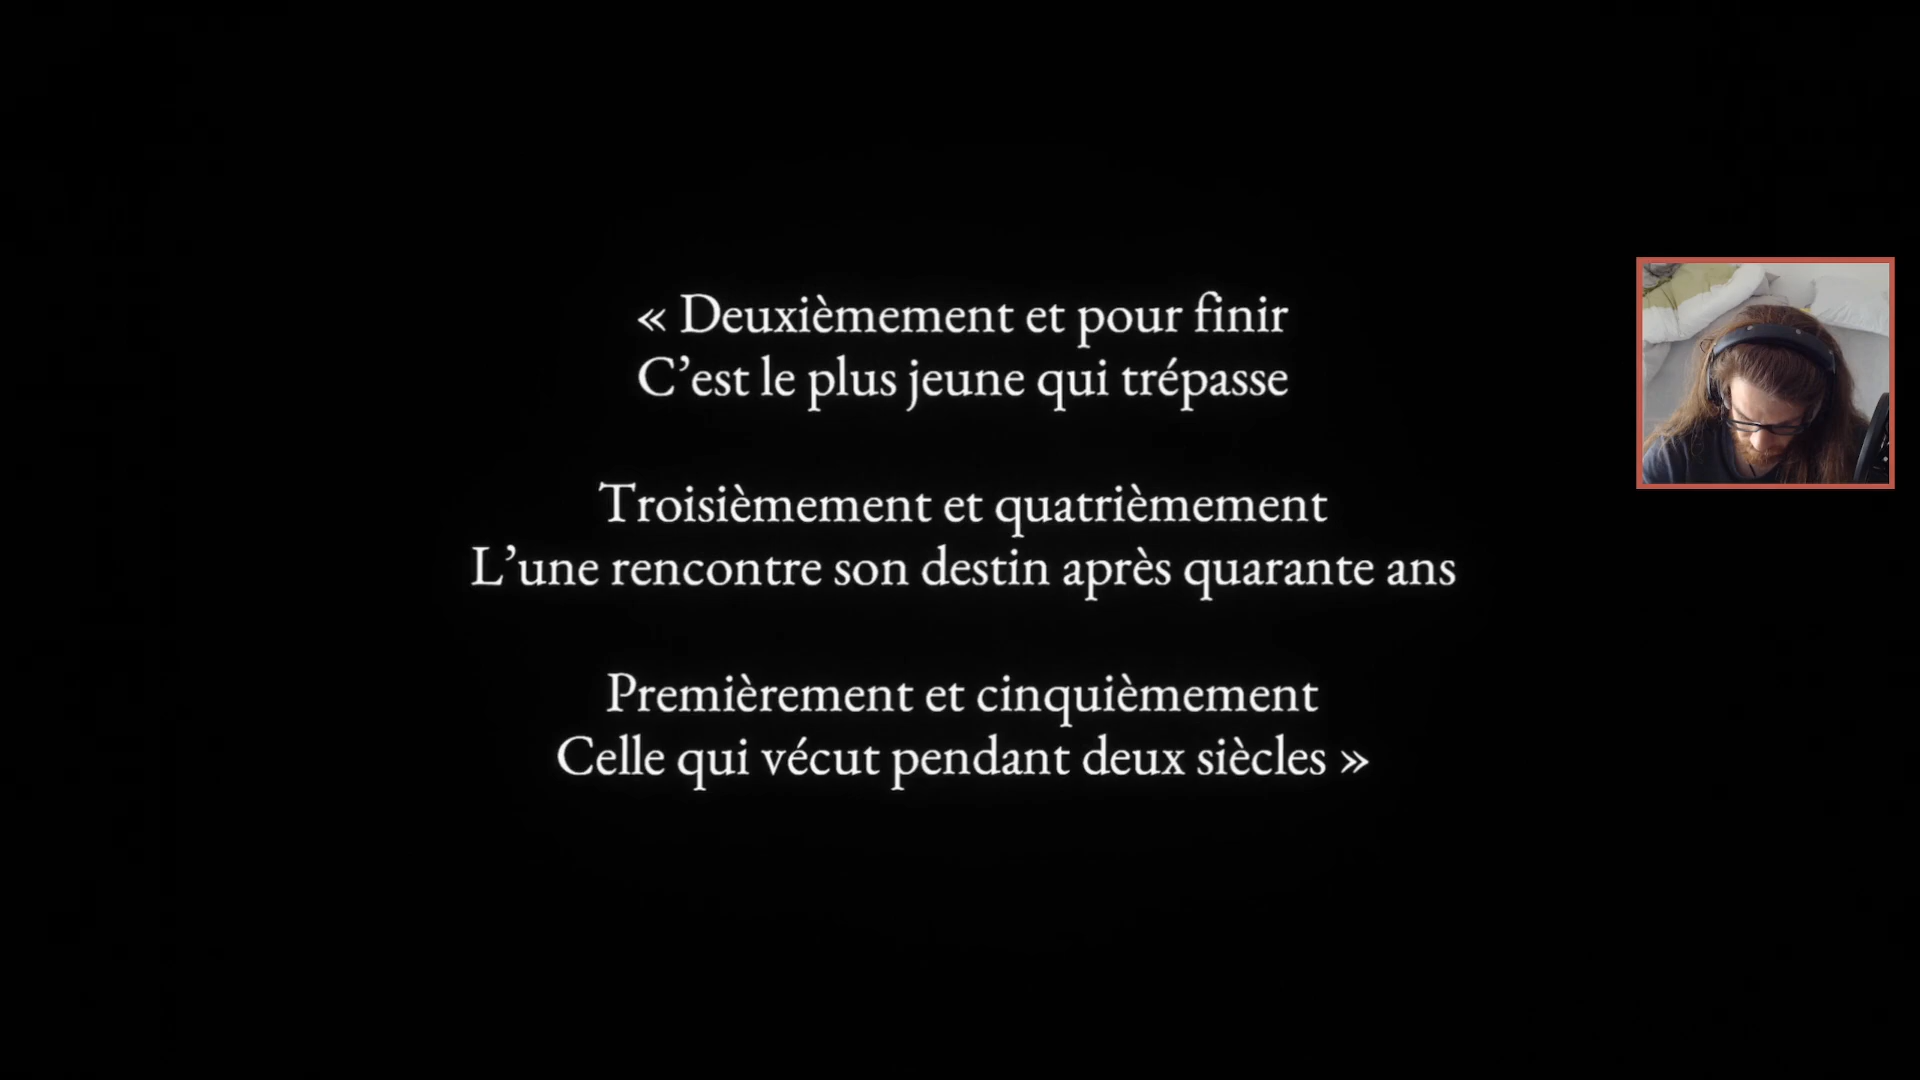 « Deuxièmement et pour finir
C’est le plus jeune qui trépasse
Troisièmement et quatrièmement
L’une rencontre son destin après quarante ans
Premièrement et cinquièmement
Celle qui vécut pendant deux siècles »